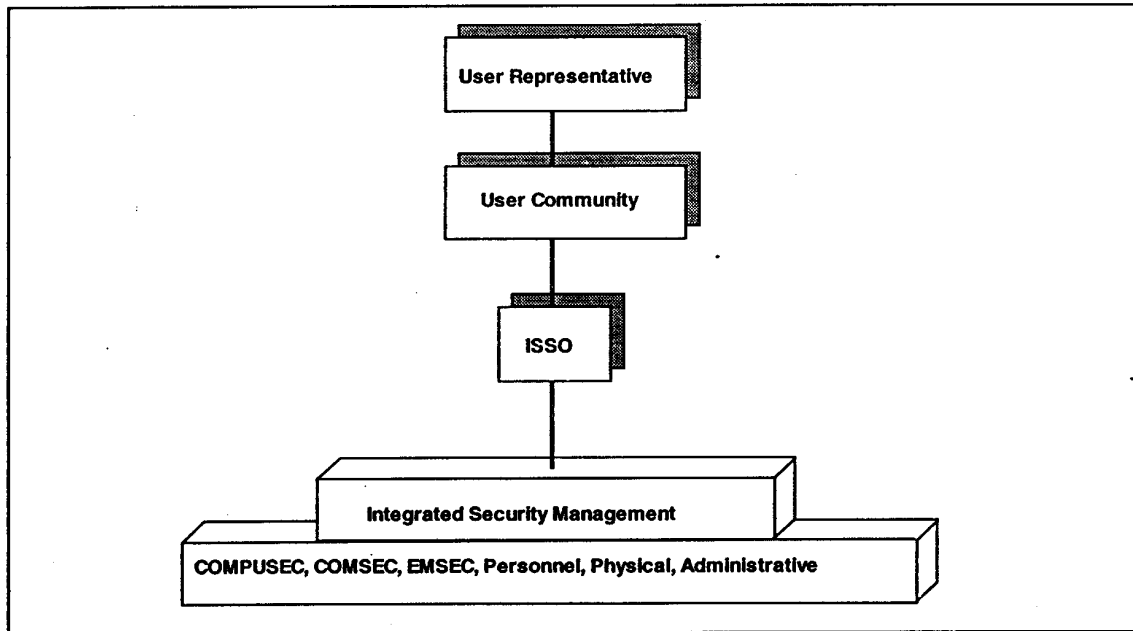 User Representative
User Community
ISSO
Integrated Security Management
COMPUSEC, COMSEC, EMSEC, Personnel, Physical, Administrative